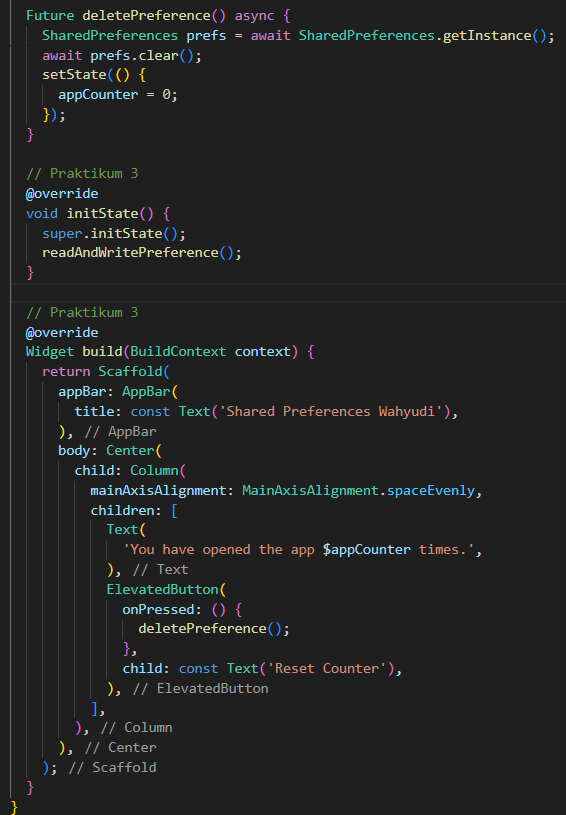 Future deletePreference() async {
SharedPreferences prefs = await SharedPreferences.getInstance();
await prefs.clear();
setState(() {
appCounter = 0;
});
}
// Praktikum 3
@override
void initState() {
super.initState();
readAndWritePreference();
}
// Praktikum 3
@override
Widget build(BuildContext context) {
return Scaffold(
appBar: AppBar(
title: const Text('Shared Preferences Wahyudi'),
), // AppBar
body: Center(
child: Column(
mainAxisAlignment: MainAxisAlignment.spaceEvenly,
children: [
Text(
'You have opened the app $appCounter times.',
), // Text
ElevatedButton(
onPressed: () {
deletePreference();
},
child: const Text('Reset Counter'),
), // ElevatedButton
],
), // Column
), // Center
); // Scaffold
}
}